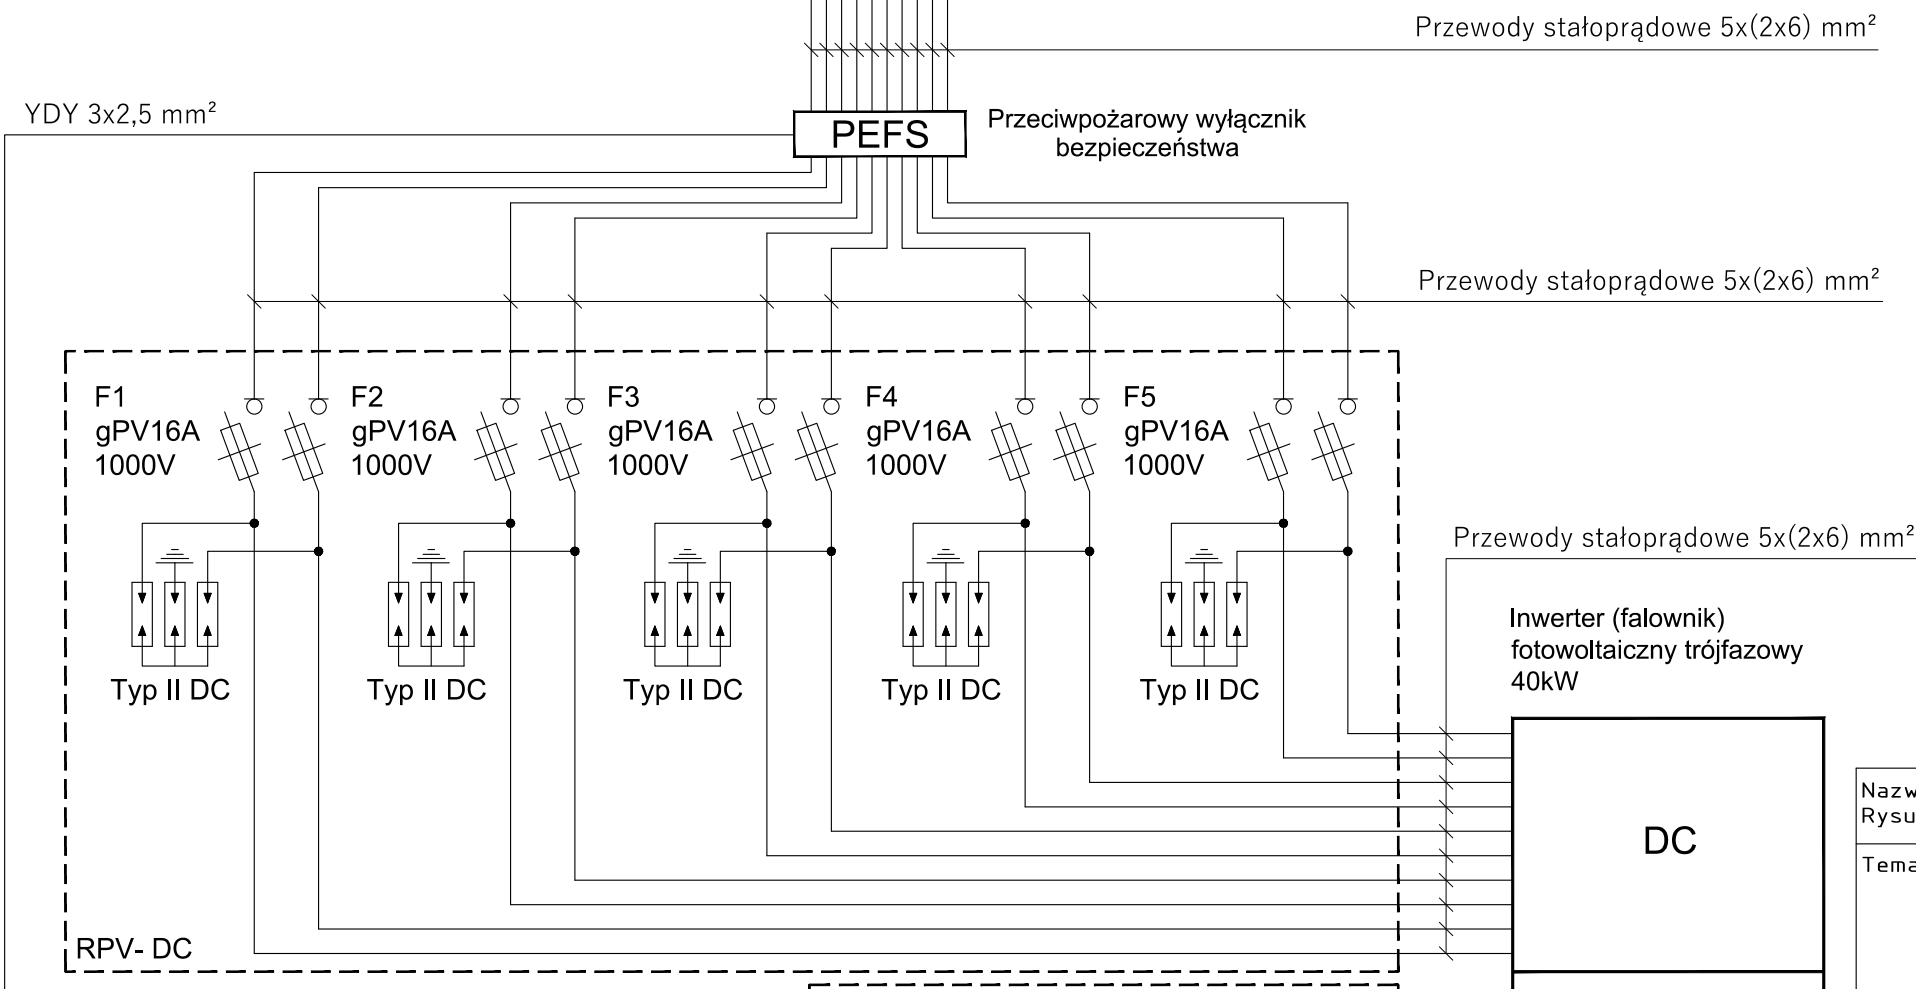 Przewody stałoprądowe 5x(2x6) mm²
YDY 3x2,5 mm²
PEFS
Przeciwpożarowy wyłącznik
bezpieczeństwa
Przewody stałoprądowe 5x(2x6) mm²
F1
gPV16A
1000V
F2
gPV16A
1000V
F3
gPV16A
1000V
F4
gPV16A
1000V
F5
gPV16A
1000V
Typ II DC
Typ II DC
Typ II DC
Typ II DC
Typ II DC
Przewody stałoprądowe 5x(2x6) mm²
Inwerter (falownik)
fotowoltaiczny trójfazowy
40kW
DC
RPV- DC
Nazw
Rysu
Tema